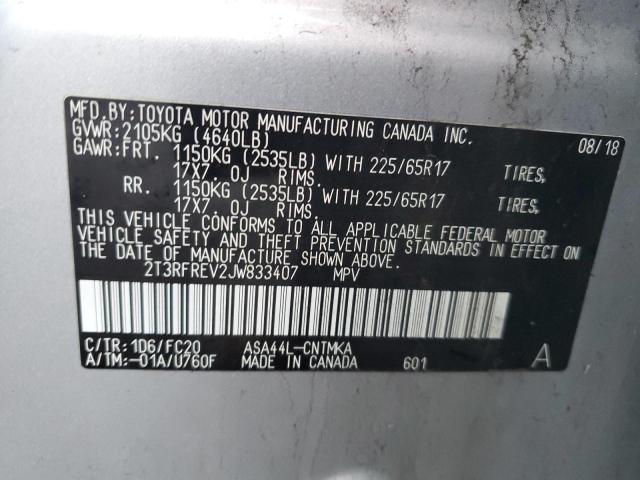 MFD. BY: TOYOTA MOTOR MANUFACTURING CANADA INC.
GVWR: 2105KG (4640LB) 08/18
GAWR: FRT. 1150KG (2535LB) WITH 225/65R17 TIRES,
17X7.0J RIMS.
RR. 1150KG (2535LB) WITH 225/65R17 TIRES,
17X7.0J RIMS.
THIS VEHICLE CONFORMS TO ALL APPLICABLE FEDERAL MOTOR
VEHICLE SAFETY AND THEFT PREVENTION STANDARDS IN EFFECT ON
THE DATE OF MANUFACTURE SHOWN ABOVE.
2T3RFREV2JW833407 MPV
C/TR: 1D6/FC20 ASA44L-CNTMKA
A/TM:-01A/U760F MADE IN CANADA 601 A